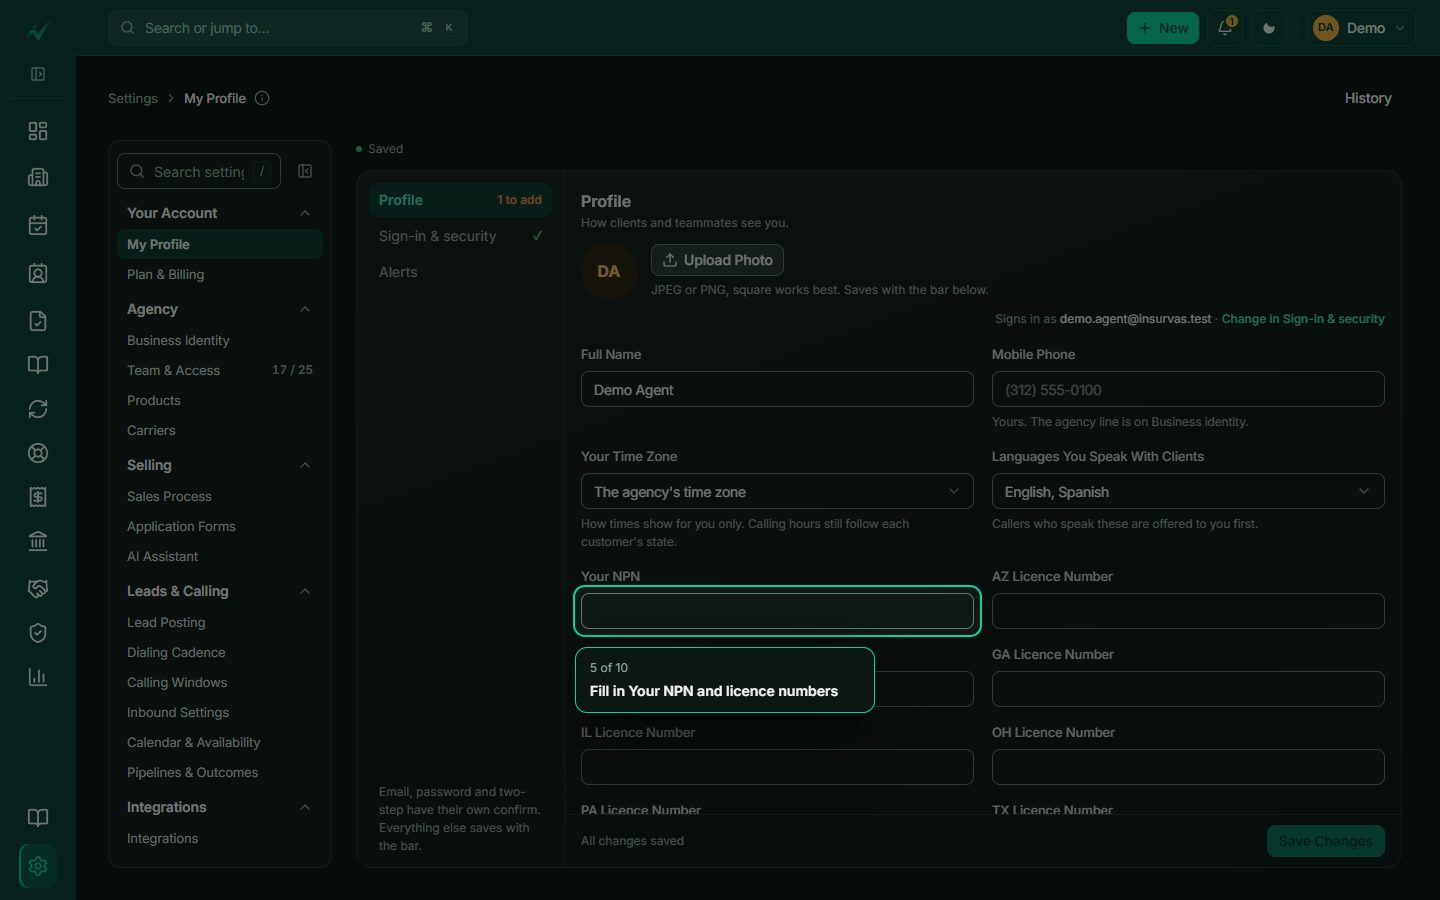 Search or jump to...
⌘ K
New
1
DA
Demo
Settings
My Profile
History
Search settin
/
Your Account
My Profile
Plan & Billing
Agency
Business Identity
Team & Access 17 / 25
Products
Carriers
Selling
Sales Process
Application Forms
AI Assistant
Leads & Calling
Lead Posting
Dialing Cadence
Calling Windows
Inbound Settings
Calendar & Availability
Pipelines & Outcomes
Integrations
Integrations
Saved
Profile 1 to add
Sign-in & security
Alerts
Email, password and two-
step have their own confirm.
Everything else saves with
the bar.
Profile
How clients and teammates see you.
DA
Upload Photo
JPEG or PNG, square works best. Saves with the bar below.
Signs in as demo.agent@insurvas.test · Change in Sign-in & security
Full Name
Demo Agent
Mobile Phone
(312) 555-0100
Yours. The agency line is on Business identity.
Your Time Zone
The agency's time zone
How times show for you only. Calling hours still follow each
customer's state.
Languages You Speak With Clients
English, Spanish
Callers who speak these are offered to you first.
Your NPN
AZ Licence Number
5 of 10
Fill in Your NPN and licence numbers
GA Licence Number
IL Licence Number
OH Licence Number
PA Licence Number
TX Licence Number
All changes saved
Save Changes